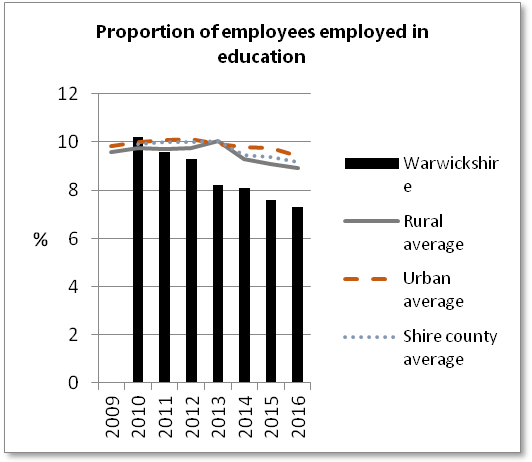 Proportion of employees employed in
education
12
10
8
6
4
2
0
%
2009
2010
2011
2012
2013
2014
2015
2016
Warwickshir
e
Rural
average
Urban
average
Shire county
average